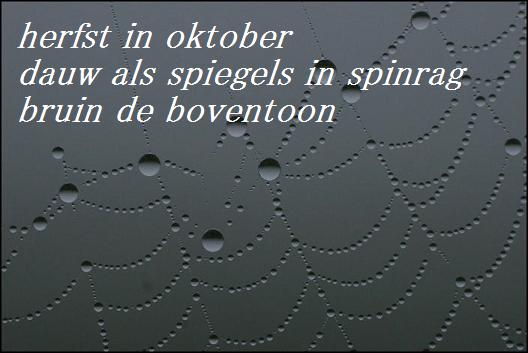 herfst in oktober
dauw als spiegels in spinrag
bruin de boventoon